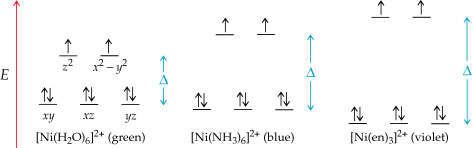 E
z² x² – y²
xy xz yz
Δ
[Ni(H₂O)₆]²⁺ (green)
Δ
[Ni(NH₃)₆]²⁺ (blue)
Δ
[Ni(en)₃]²⁺ (violet)